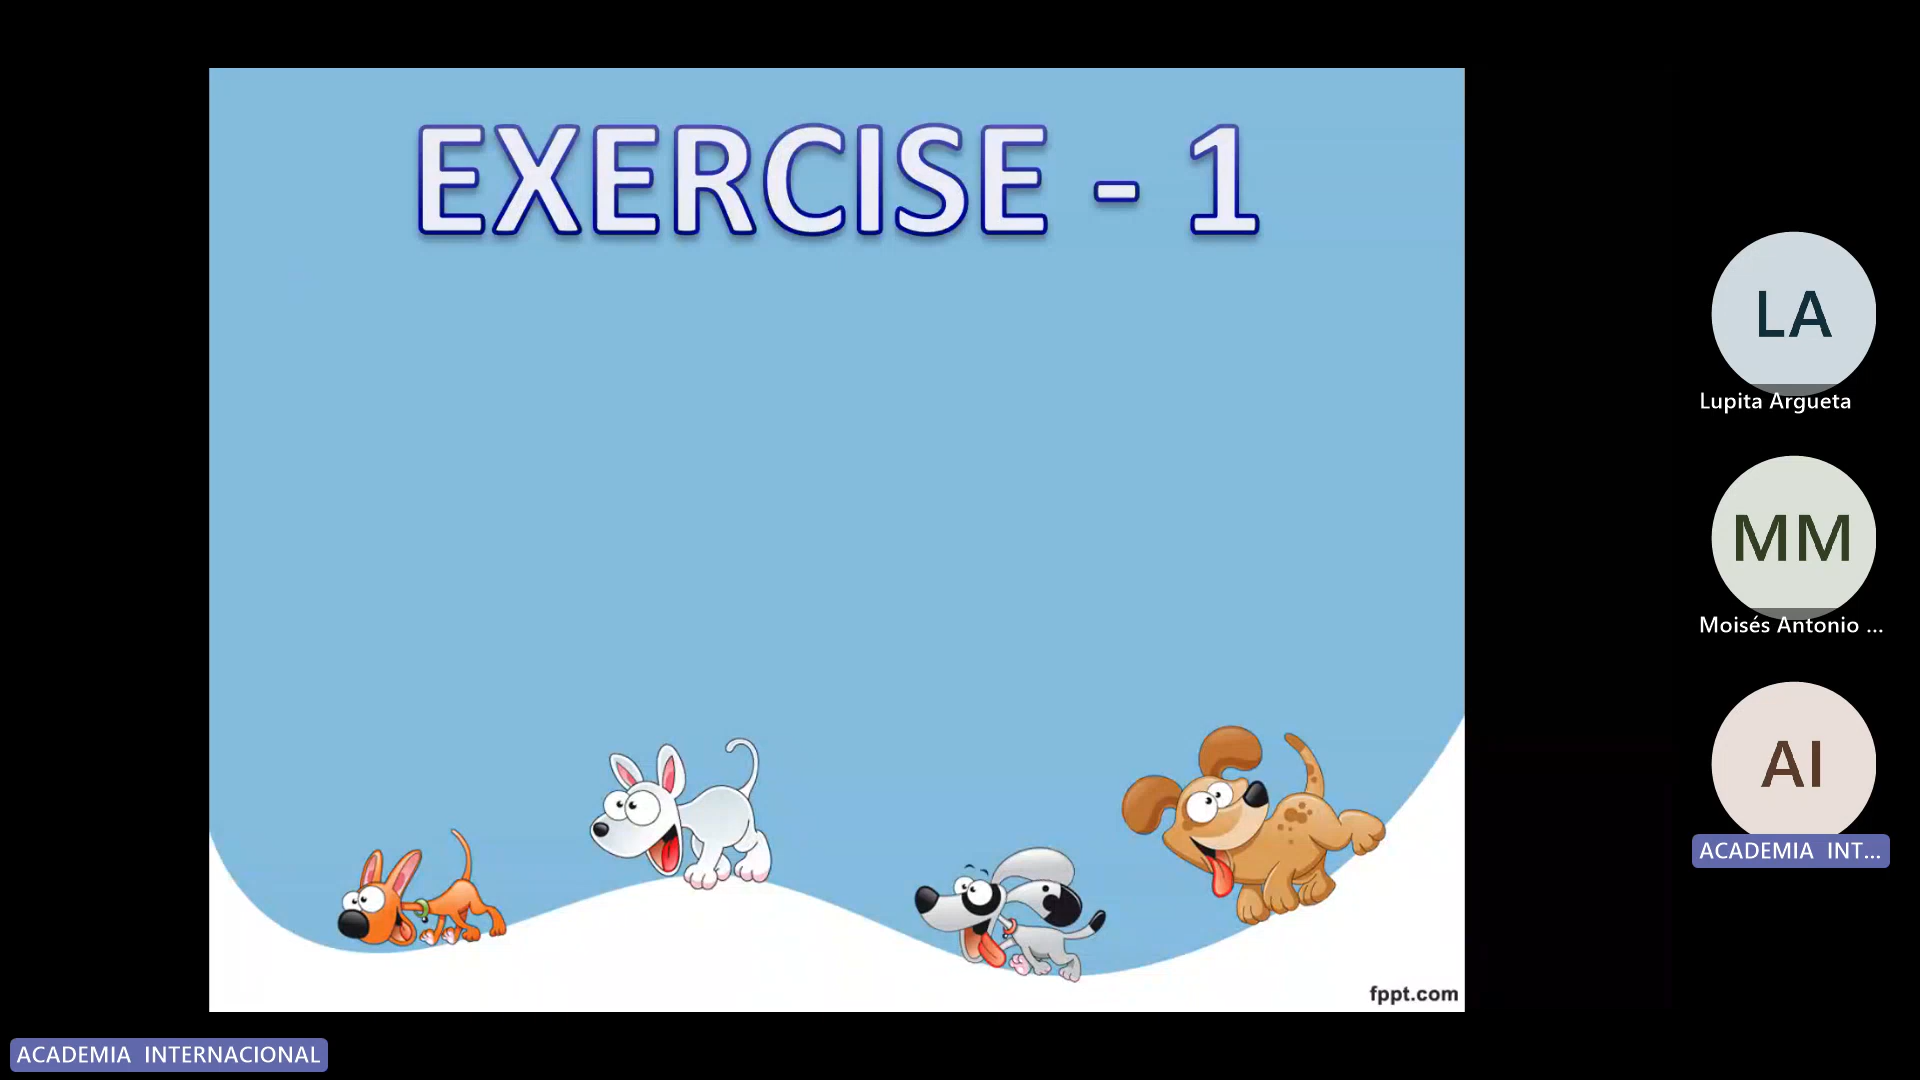 EXERCISE - 1
LA
Lupita Argueta
MM
Moisés Antonio ...
AI
ACADEMIA INT...
fppt.com
ACADEMIA INTERNACIONAL